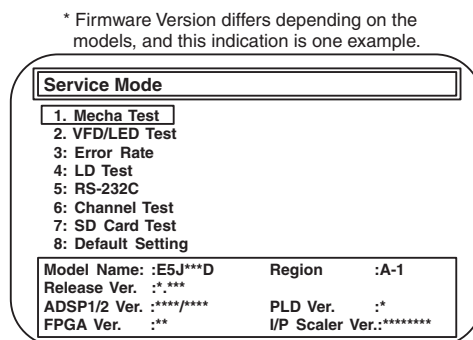 * Firmware Version differs depending on the
models, and this indication is one example.
Service Mode
1. Mecha Test
2. VFD/LED Test
3: Error Rate
4: LD Test
5: RS-232C
6: Channel Test
7: SD Card Test
8: Default Setting
Model Name: :E5J***D Region :A-1
Release Ver. :*.***
ADSP1/2 Ver. :****/**** PLD Ver. :*
FPGA Ver. :** I/P Scaler Ver.:********